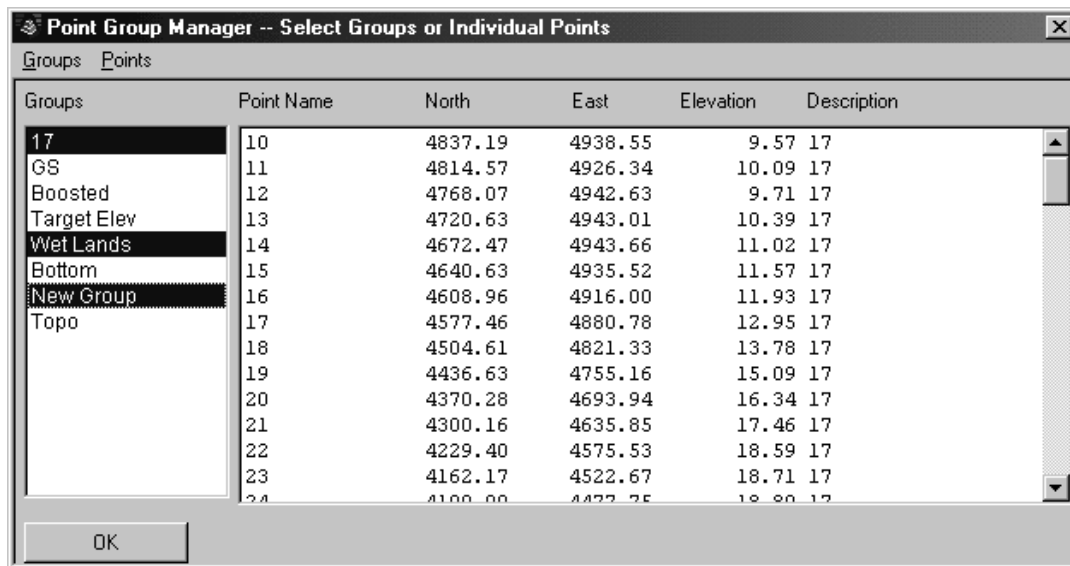 Point Group Manager -- Select Groups or Individual Points
Groups Points
Groups Point Name North East Elevation Description
17
GS
Boosted
Target Elev
Wet Lands
Bottom
New Group
Topo
10 4837.19 4938.55 9.57 17
11 4814.57 4926.34 10.09 17
12 4768.07 4942.63 9.71 17
13 4720.63 4943.01 10.39 17
14 4672.47 4943.66 11.02 17
15 4640.63 4935.52 11.57 17
16 4608.96 4916.00 11.93 17
17 4577.46 4880.78 12.95 17
18 4504.61 4821.33 13.78 17
19 4436.63 4755.16 15.09 17
20 4370.28 4693.94 16.34 17
21 4300.16 4635.85 17.46 17
22 4229.40 4575.53 18.59 17
23 4162.17 4522.67 18.71 17
OK